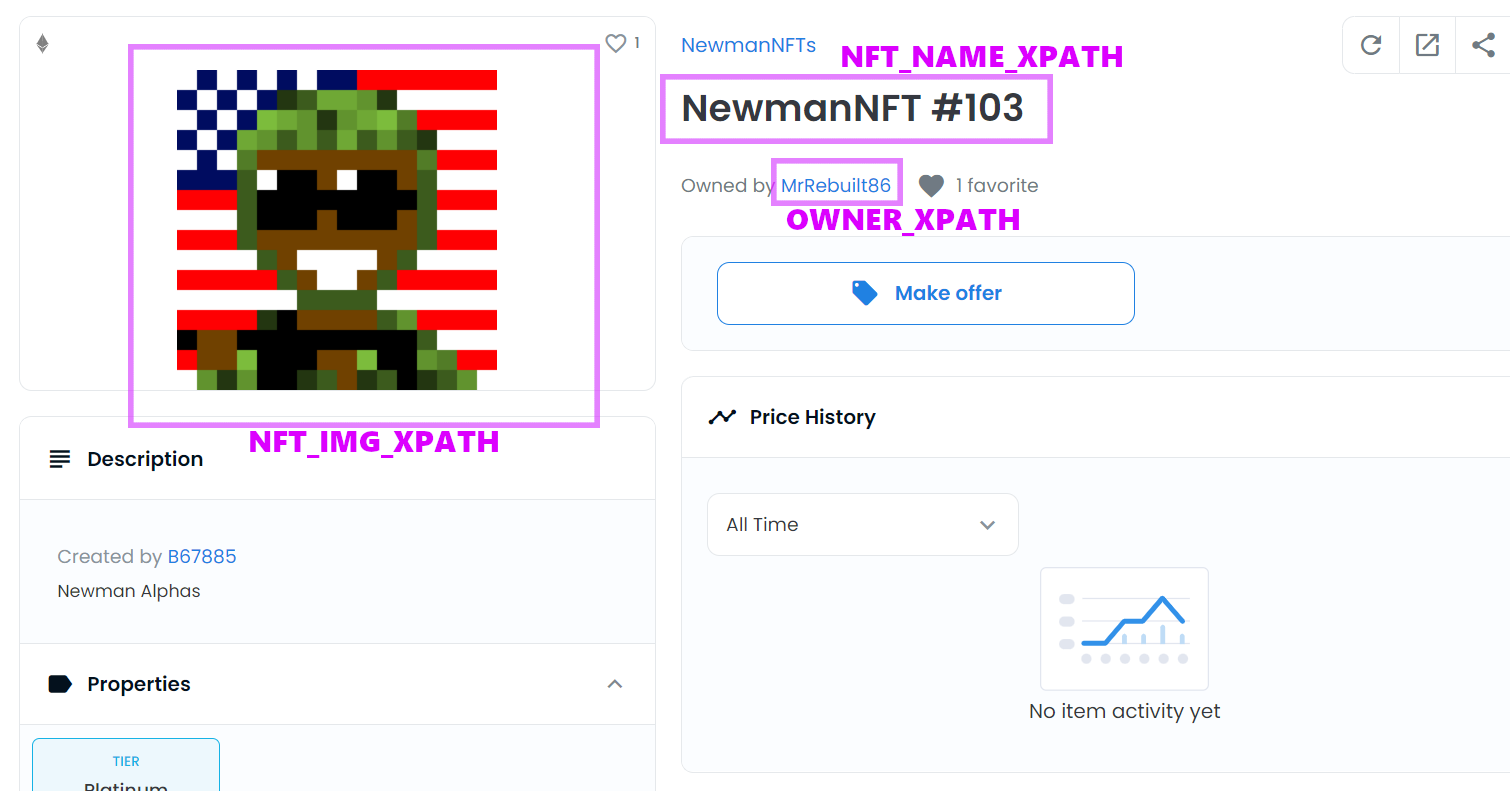 1
NewmanNFTs
NFT_NAME_XPATH
NewmanNFT #103
Owned by MrRebuilt86
1 favorite
OWNER_XPATH
Make offer
NFT_IMG_XPATH
Description
Created by B67885
Newman Alphas
Properties
TIER
Platinum
Price History
All Time
No item activity yet